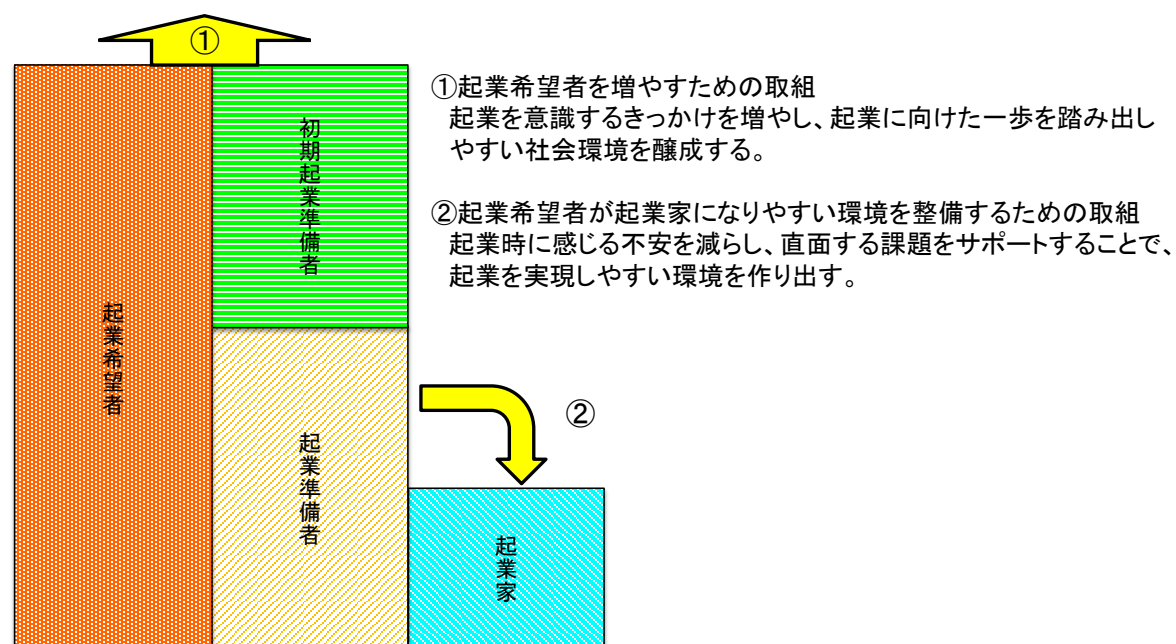 ①
初期起業準備者
起業希望者
起業準備者
起業家
②
①起業希望者を増やすための取組
起業を意識するきっかけを増やし、起業に向けた一歩を踏み出し
やすい社会環境を醸成する。
②起業希望者が起業家になりやすい環境を整備するための取組
起業時に感じる不安を減らし、直面する課題をサポートすることで、
起業を実現しやすい環境を作り出す。